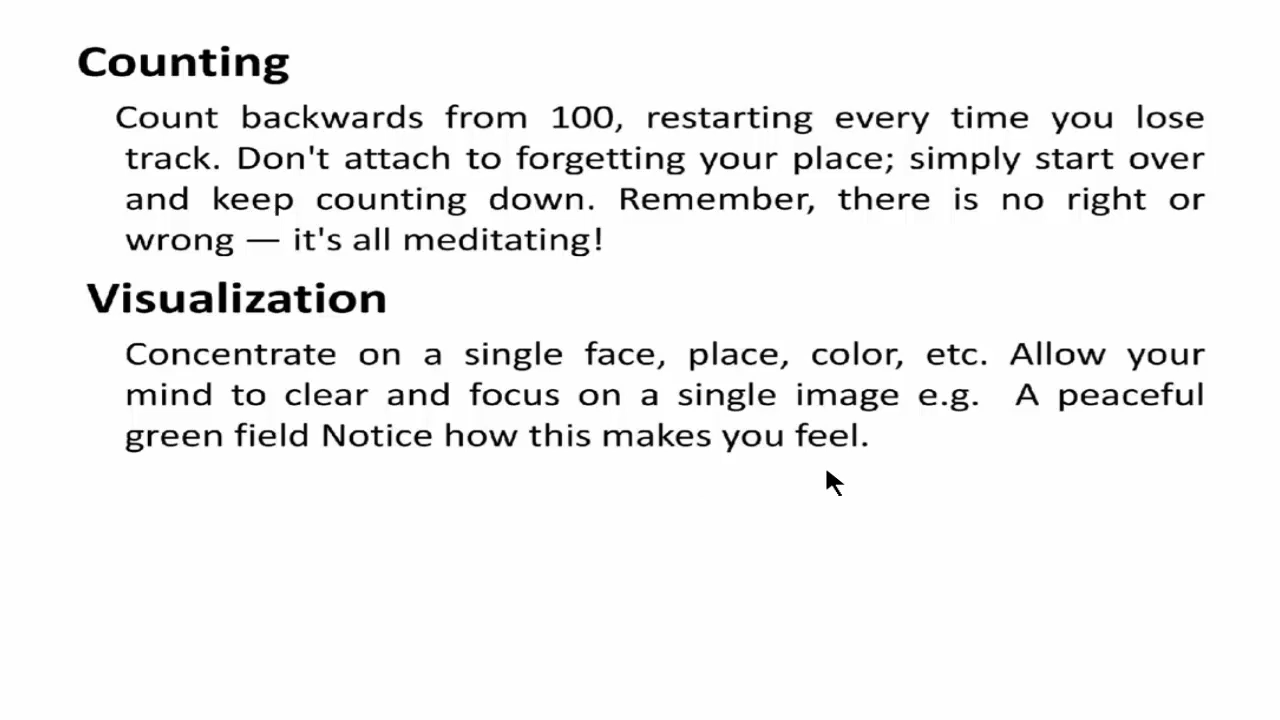 Counting
Count backwards from 100, restarting every time you lose
track. Don't attach to forgetting your place; simply start over
and keep counting down. Remember, there is no right or
wrong — it's all meditating!
Visualization
Concentrate on a single face, place, color, etc. Allow your
mind to clear and focus on a single image e.g.  A peaceful
green field Notice how this makes you feel.